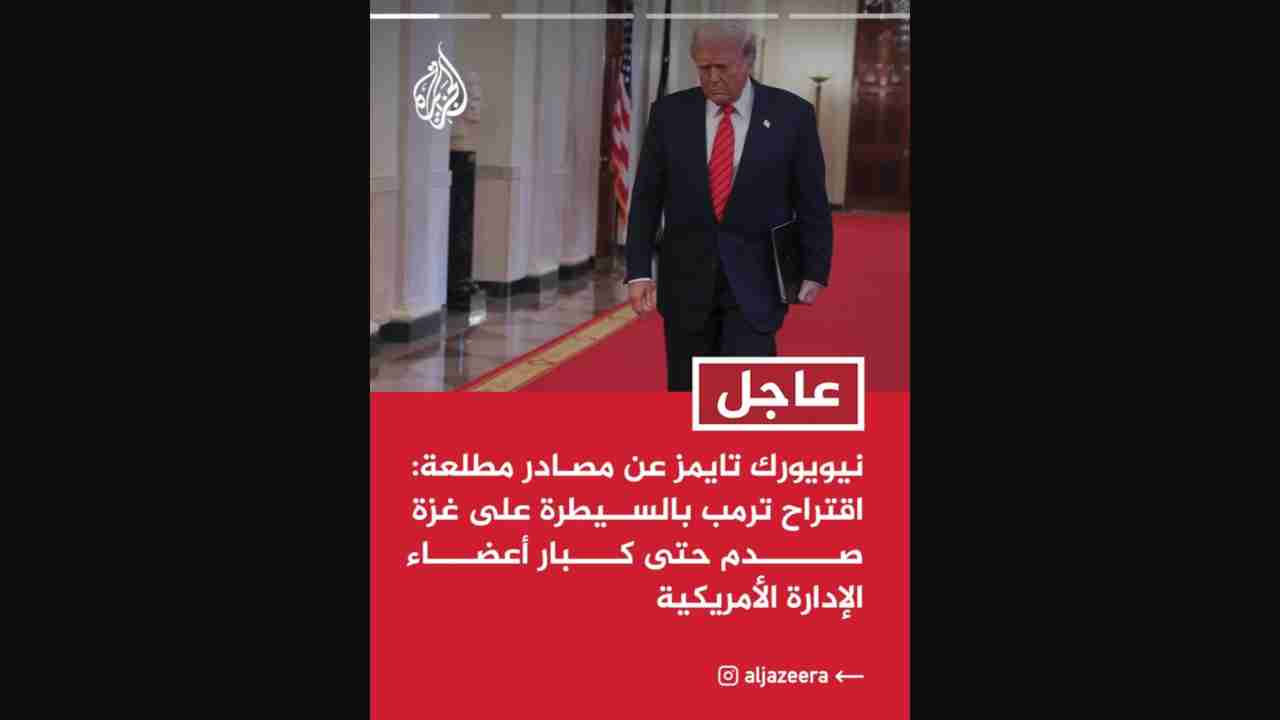 الجزيرة
عاجل
نيويورك تايمز عن مصادر مطلعة:
اقتراح ترمب بالسيطرة على غزة
صدم حتى كبار أعضاء
الإدارة الأمريكية
aljazeera